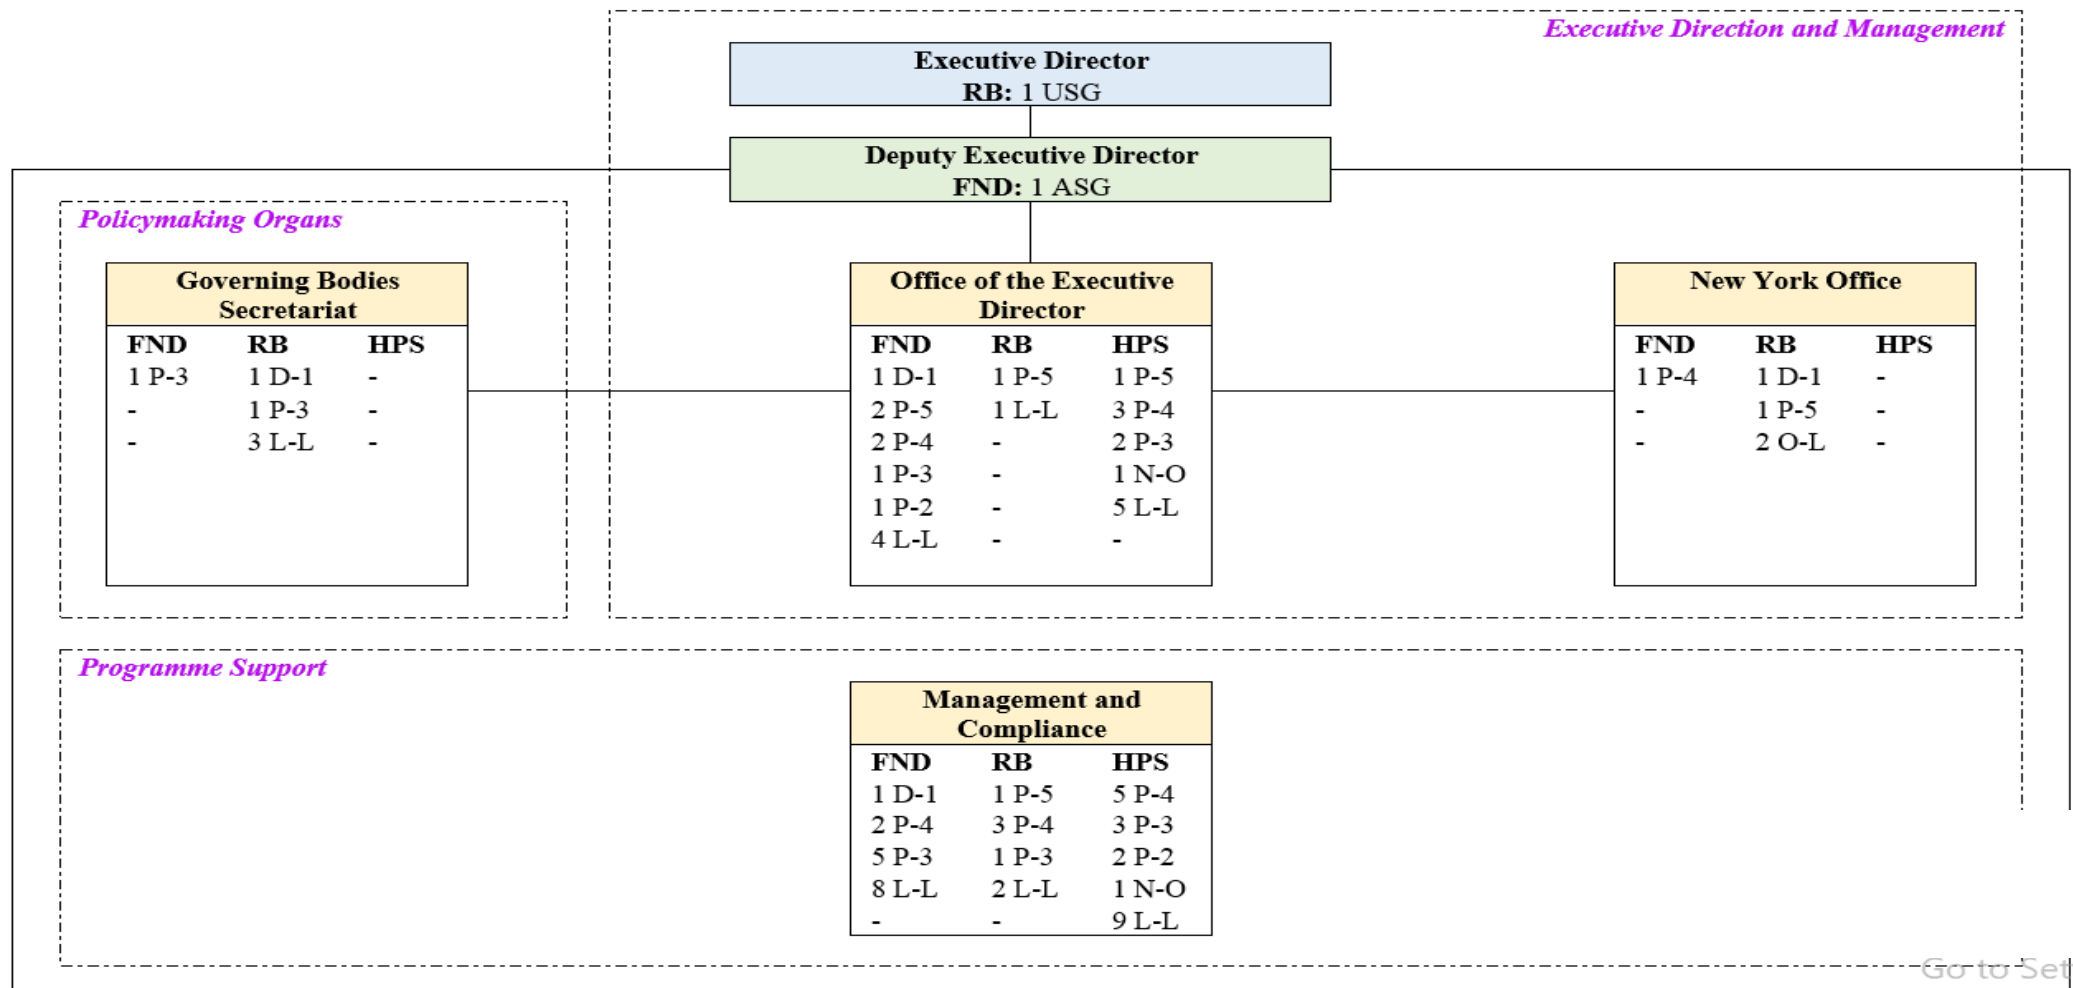 Executive Direction and Management
Executive Director
RB: 1 USG
Deputy Executive Director
FND: 1 ASG
Policymaking Organs
Governing Bodies
Secretariat
FND RB HPS
1 P-3 1 D-1 -
- 1 P-3 -
- 3 L-L -
Office of the Executive
Director
FND RB HPS
1 D-1 1 P-5 1 P-5
2 P-5 1 L-L 3 P-4
2 P-4 - 2 P-3
1 P-3 - 1 N-O
1 P-2 - 5 L-L
4 L-L - -
New York Office
FND RB HPS
1 P-4 1 D-1 -
- 1 P-5 -
- 2 O-L -
Programme Support
Management and
Compliance
FND RB HPS
1 D-1 1 P-5 5 P-4
2 P-4 3 P-4 3 P-3
5 P-3 1 P-3 2 P-2
8 L-L 2 L-L 1 N-O
- - 9 L-L
Go to Set